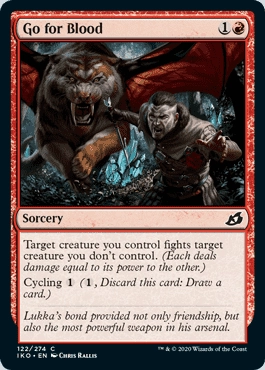 Go for Blood 1
Sorcery
Target creature you control fights target
creature you don't control. (Each deals
damage equal to its power to the other.)
Cycling 1 (1, Discard this card: Draw a
card.)
Lukka's bond provided not only friendship, but
also the most powerful weapon in his arsenal.
122/274 C
IKO • EN CHRIS RALLIS
™ & © 2020 Wizards of the Coast